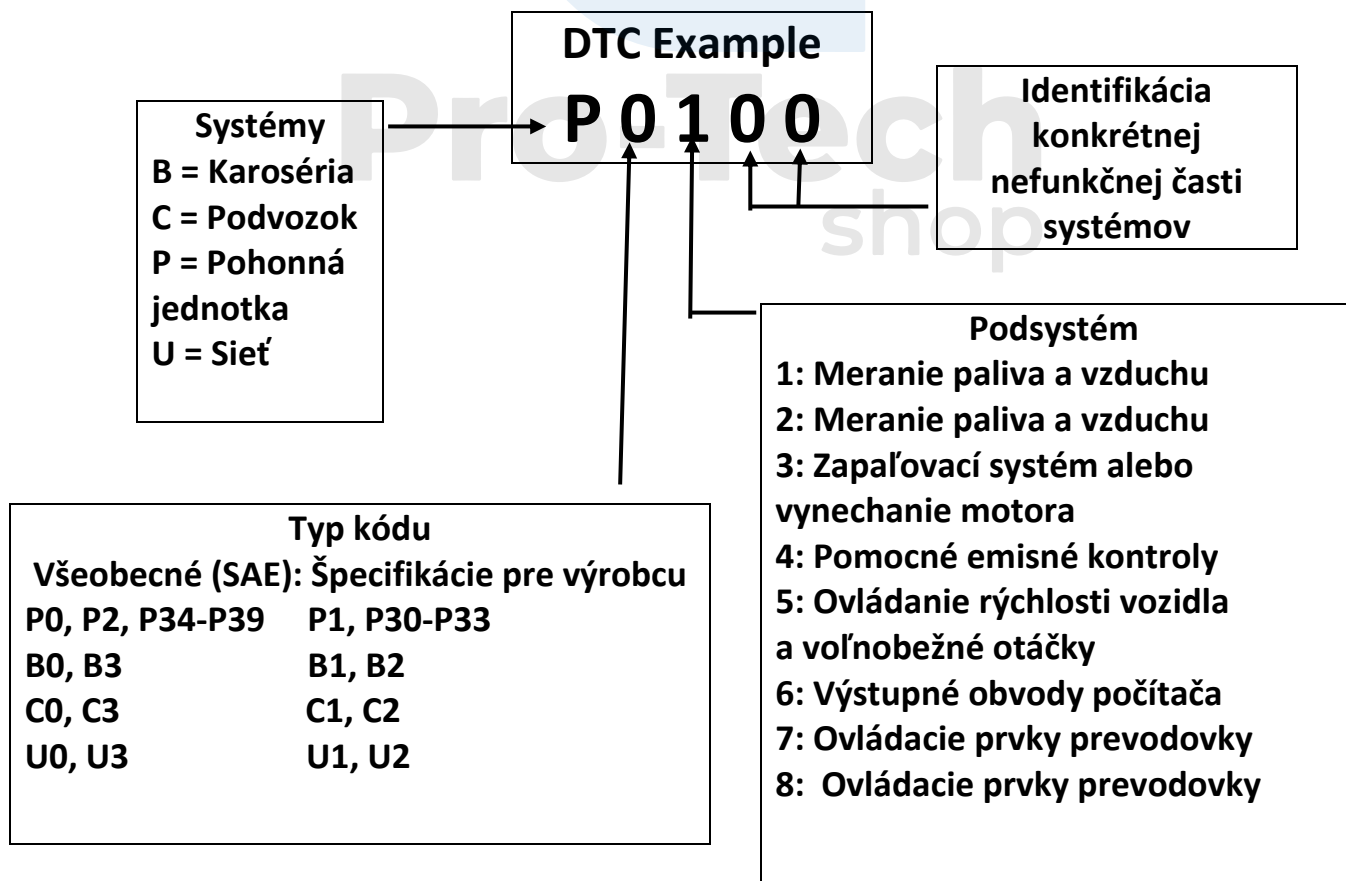 DTC Example
P 0 1 0 0
Pro-Tech
shop
Systémy
B = Karoséria
C = Podvozok
P = Pohonná
jednotka
U = Sieť
Identifikácia
konkrétnej
nefunkčnej časti
systémov
Podsystém
1: Meranie paliva a vzduchu
2: Meranie paliva a vzduchu
3: Zapaľovací systém alebo
vynechanie motora
4: Pomocné emisné kontroly
5: Ovládanie rýchlosti vozidla
a voľnobežné otáčky
6: Výstupné obvody počítača
7: Ovládacie prvky prevodovky
8: Ovládacie prvky prevodovky
Typ kódu
Všeobecné (SAE): Špecifikácie pre výrobcu
P0, P2, P34-P39 P1, P30-P33
B0, B3 B1, B2
C0, C3 C1, C2
U0, U3 U1, U2